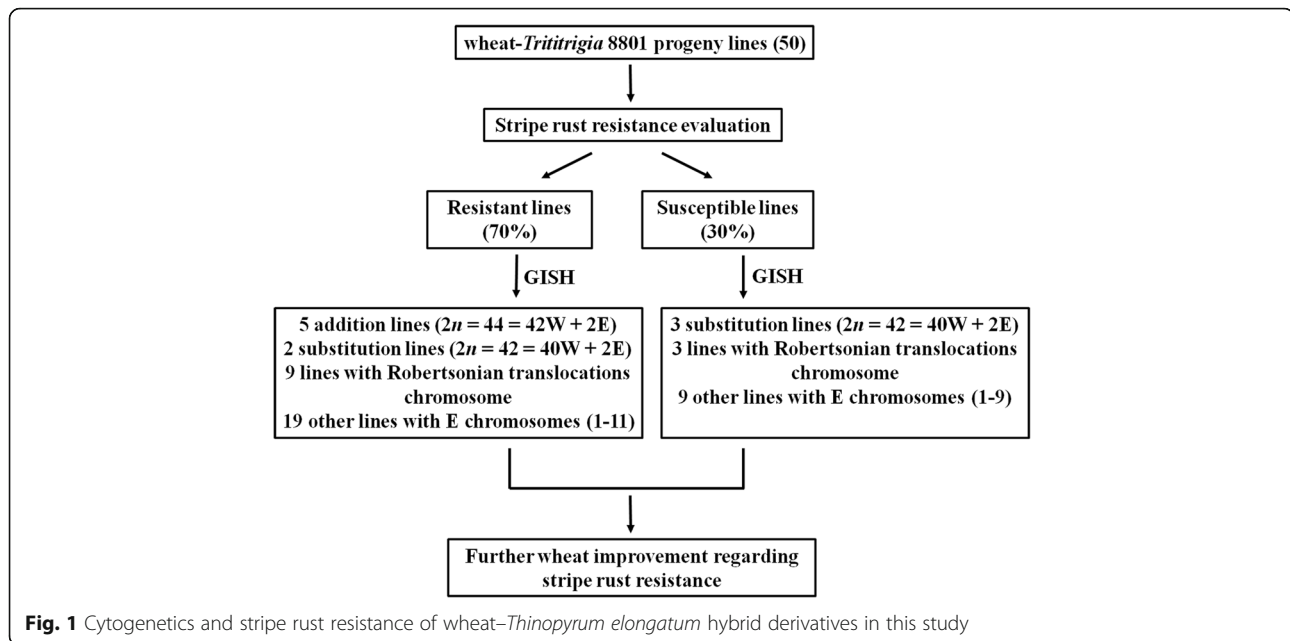 wheat-Trititrigia 8801 progeny lines (50)
Stripe rust resistance evaluation
Resistant lines
(70%)
Susceptible lines
(30%)
GISH
GISH
5 addition lines (2n = 44 = 42W + 2E)
2 substitution lines (2n = 42 = 40W + 2E)
9 lines with Robertsonian translocations
chromosome
19 other lines with E chromosomes (1-11)
3 substitution lines (2n = 42 = 40W + 2E)
3 lines with Robertsonian translocations
chromosome
9 other lines with E chromosomes (1-9)
Further wheat improvement regarding
stripe rust resistance
Fig. 1 Cytogenetics and stripe rust resistance of wheat–Thinopyrum elongatum hybrid derivatives in this study